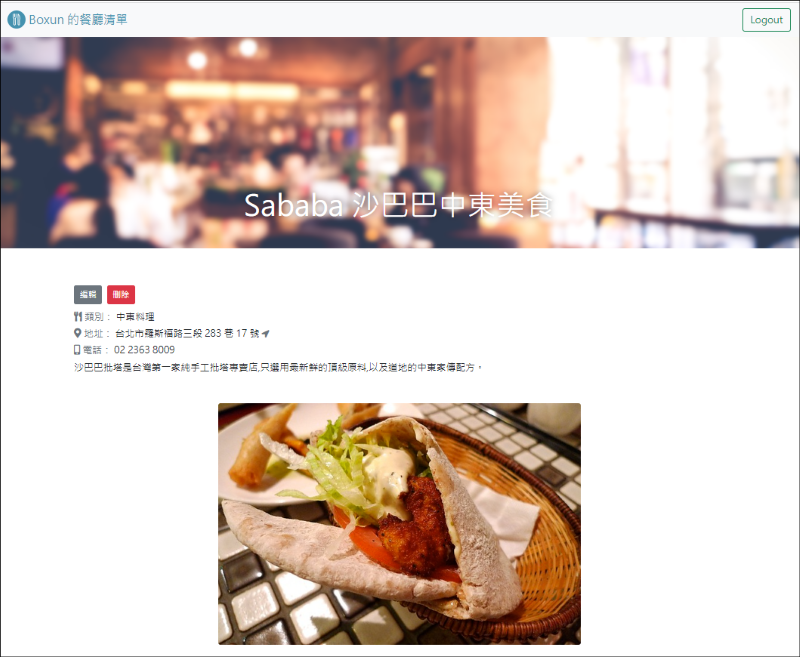 Boxun 的餐廳清單
Logout
Sababa 沙巴巴中東美食
編輯 刪除
類別： 中東料理
地址： 台北市羅斯福路三段 283 巷 17 號
電話： 02 2363 8009
沙巴巴批塔是台灣第一家純手工批塔專賣店,只選用最新鮮的頂級原料,以及道地的中東家傳配方。